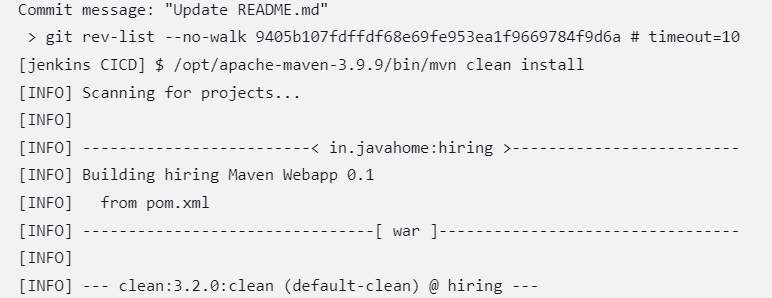 Commit message: "Update README.md"
> git rev-list --no-walk 9405b107fdffdf68e69fe953ea1f9669784f9d6a # timeout=10
[jenkins CICD] $ /opt/apache-maven-3.9.9/bin/mvn clean install
[INFO] Scanning for projects...
[INFO]
[INFO] -------------------------< in.javahome:hiring >-------------------------
[INFO] Building hiring Maven Webapp 0.1
[INFO]   from pom.xml
[INFO] --------------------------------[ war ]---------------------------------
[INFO]
[INFO] --- clean:3.2.0:clean (default-clean) @ hiring ---